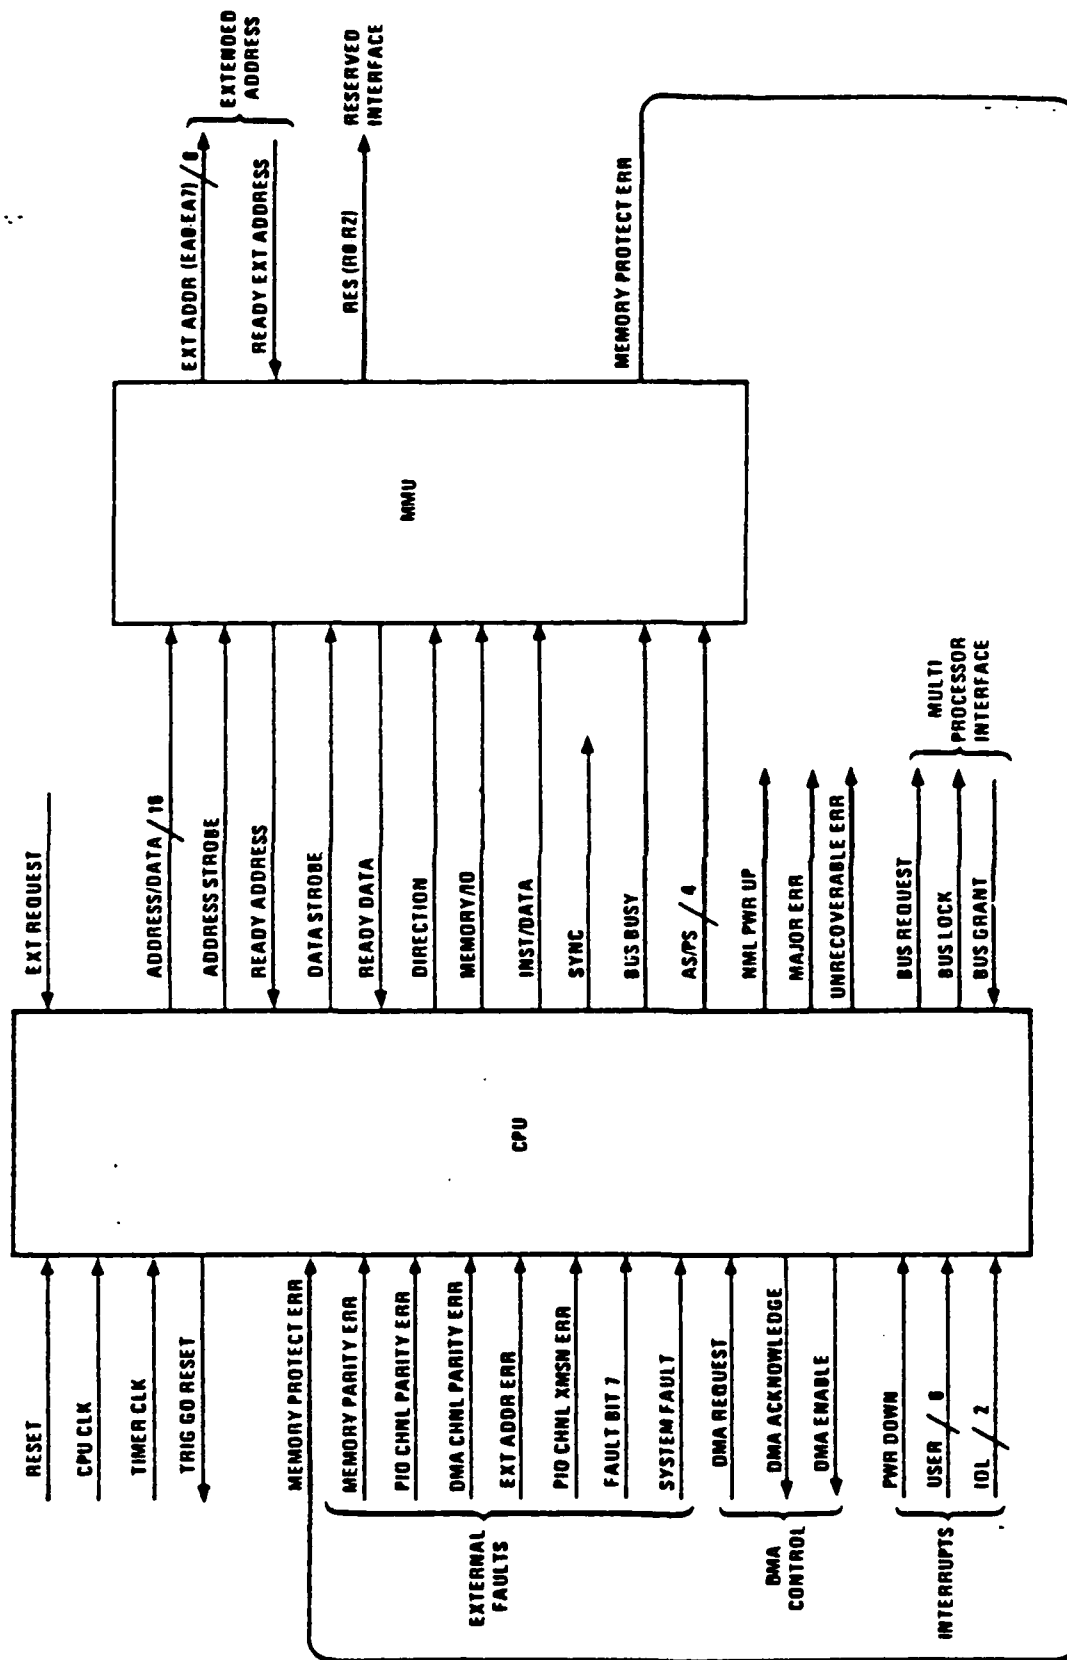 RESET
CPU CLK
TIMER CLK
TRIG GO RESET
MEMORY PROTECT ERR
MEMORY PARITY ERR
PIO CHNL PARITY ERR
DMA CHNL PARITY ERR
EXT ADDR ERR
PIO CHNL XMSN ERR
FAULT BIT 7
SYSTEM FAULT
EXTERNAL
FAULTS
DMA REQUEST
DMA ACKNOWLEDGE
DMA ENABLE
DMA
CONTROL
PWR DOWN
USER / 6
IOL / 2
INTERRUPTS
CPU
EXT REQUEST
ADDRESS/DATA / 16
ADDRESS STROBE
READY ADDRESS
DATA STROBE
READY DATA
DIRECTION
MEMORY/IO
INST/DATA
SYNC
BUS BUSY
AS/PS / 4
NML PWR UP
MAJOR ERR
UNRECOVERABLE ERR
BUS REQUEST
BUS LOCK
BUS GRANT
MULTI
PROCESSOR
INTERFACE
MMU
EXT ADDR (EA0-EA7) / 8
READY EXT ADDRESS
EXTENDED
ADDRESS
RES (R0 R2)
RESERVED
INTERFACE
MEMORY PROTECT ERR